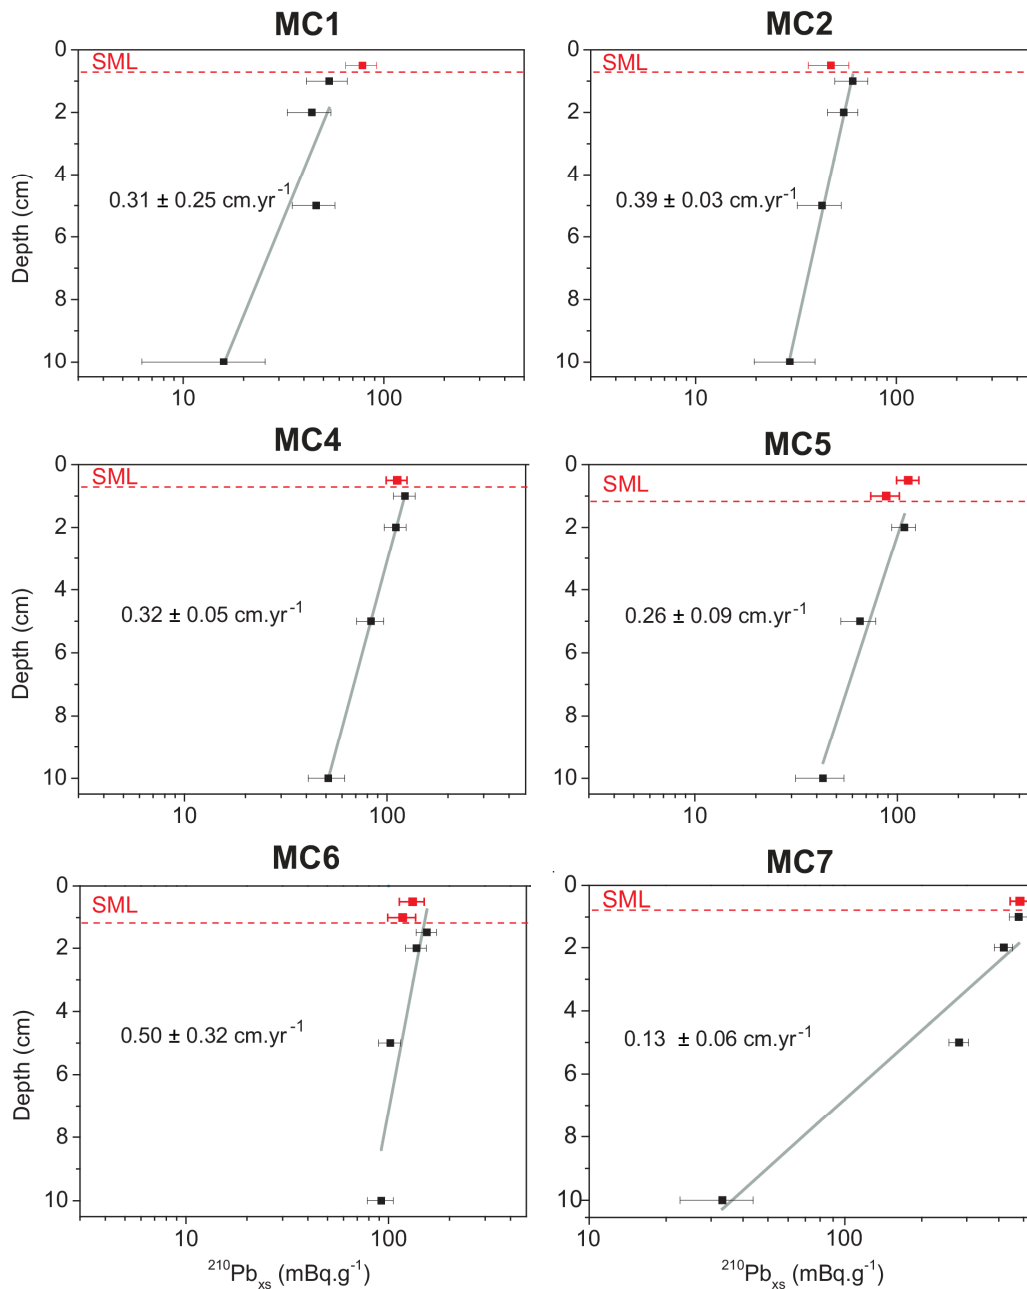 MC1
MC2
0
SML
2
4
0.31 ± 0.25 cm.yr⁻¹
6
8
10
Depth (cm)
10
100
0
SML
2
4
0.39 ± 0.03 cm.yr⁻¹
6
8
10
10
100
MC4
MC5
0
SML
2
4
0.32 ± 0.05 cm.yr⁻¹
6
8
10
Depth (cm)
10
100
0
SML
2
4
0.26 ± 0.09 cm.yr⁻¹
6
8
10
10
100
MC6
MC7
0
SML
2
4
0.50 ± 0.32 cm.yr⁻¹
6
8
10
Depth (cm)
10
100
²¹⁰Pbxs (mBq.g⁻¹)
0
SML
2
4
0.13 ± 0.06 cm.yr⁻¹
6
8
10
10
100
²¹⁰Pbxs (mBq.g⁻¹)